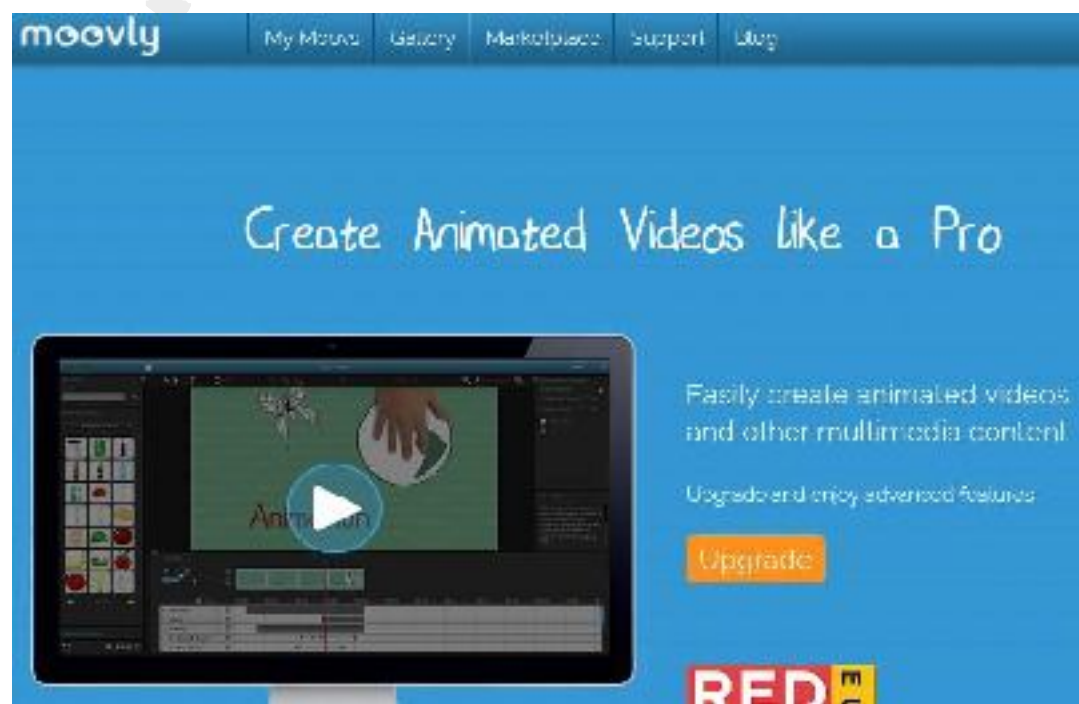 moovly
My Moovs Gallery Marketplace Support Blog
Create Animated Videos like a Pro
Easily create animated videos
and other multimedia content
Upgrade and enjoy advanced features
Upgrade
RED